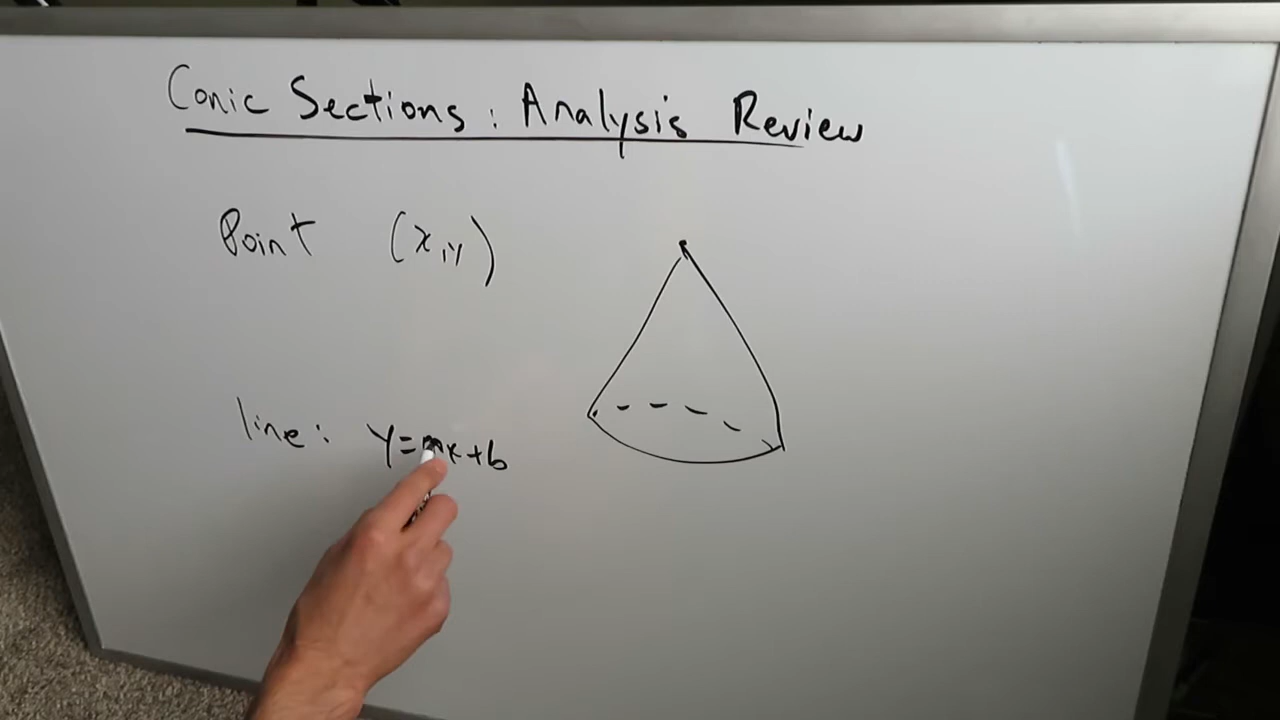 Conic Sections: Analysis Review
Point (x,y)
line: y=mx+b